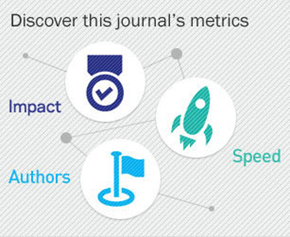 Discover this journal's metrics
Impact
Speed
Authors